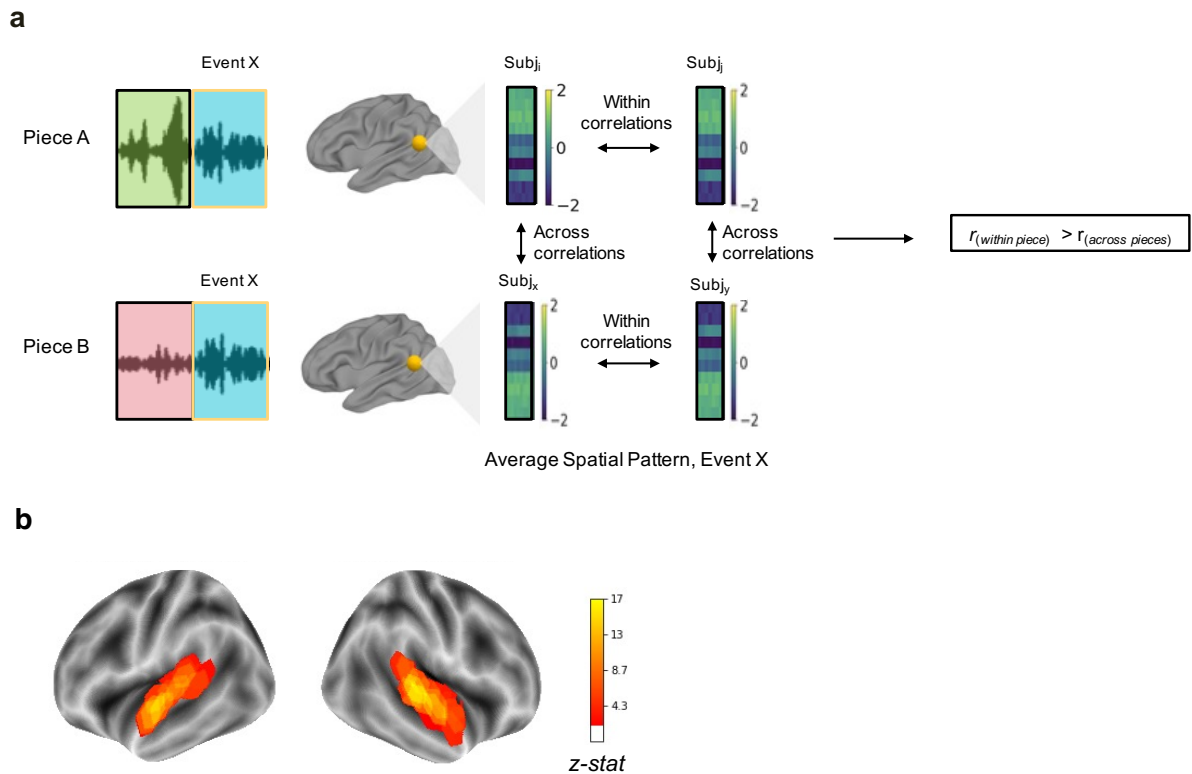 a
Event X
Subjᵢ
Subjⱼ
Piece A
2
0
−2
Within
correlations
2
0
−2
Across
correlations
Across
correlations
r(within piece) > r(across pieces)
Event X
Subjₓ
Subjᵧ
Piece B
2
0
−2
Within
correlations
2
0
−2
Average Spatial Pattern, Event X
b
17
13
8.7
4.3
z-stat